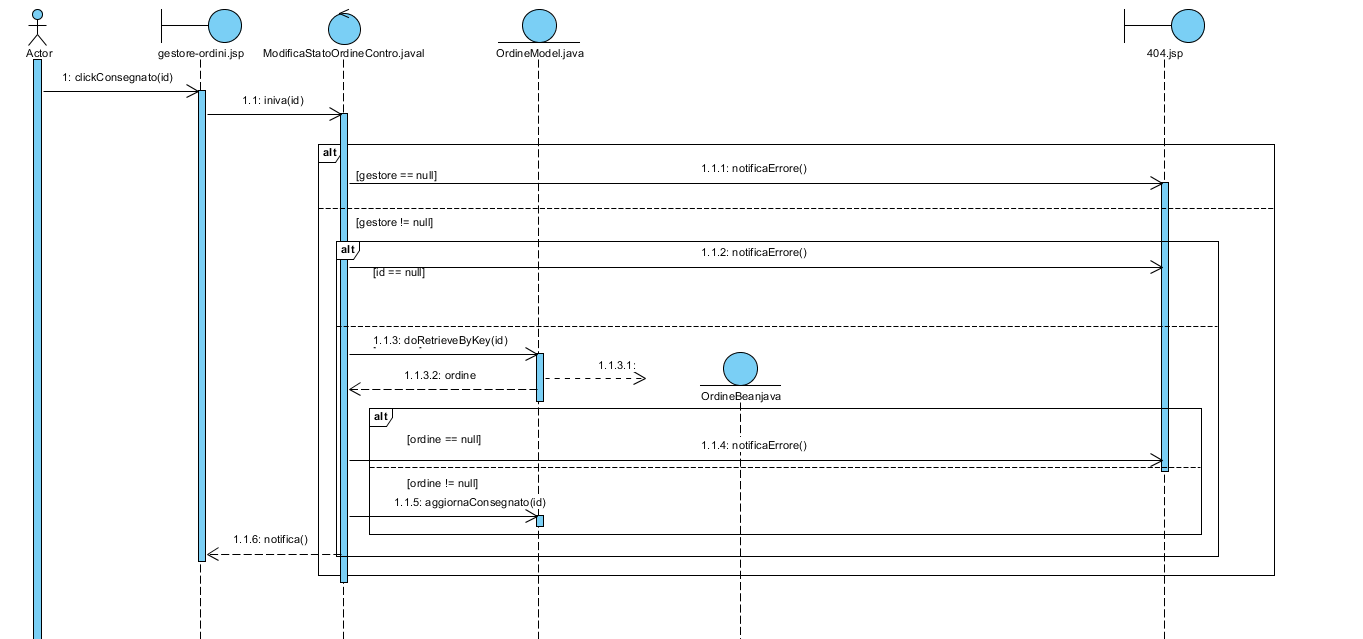 Actor
gestore-ordini.jsp
ModificaStatoOrdineContro.javal
OrdineModel.java
404.jsp
1: clickConsegnato(id)
1.1: iniva(id)
alt
1.1.1: notificaErrore()
[gestore == null]
[gestore != null]
alt
1.1.2: notificaErrore()
[id == null]
1.1.3: doRetrieveByKey(id)
1.1.3.1:
1.1.3.2: ordine
OrdineBeanjava
alt
[ordine == null]
1.1.4: notificaErrore()
[ordine != null]
1.1.5: aggiornaConsegnato(id)
1.1.6: notifica()